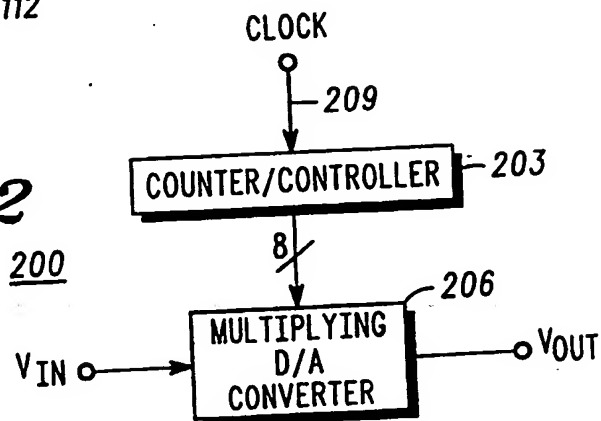 112
CLOCK
209
COUNTER/CONTROLLER
203
2
200
8
206
MULTIPLYING
D/A
CONVERTER
VIN
VOUT